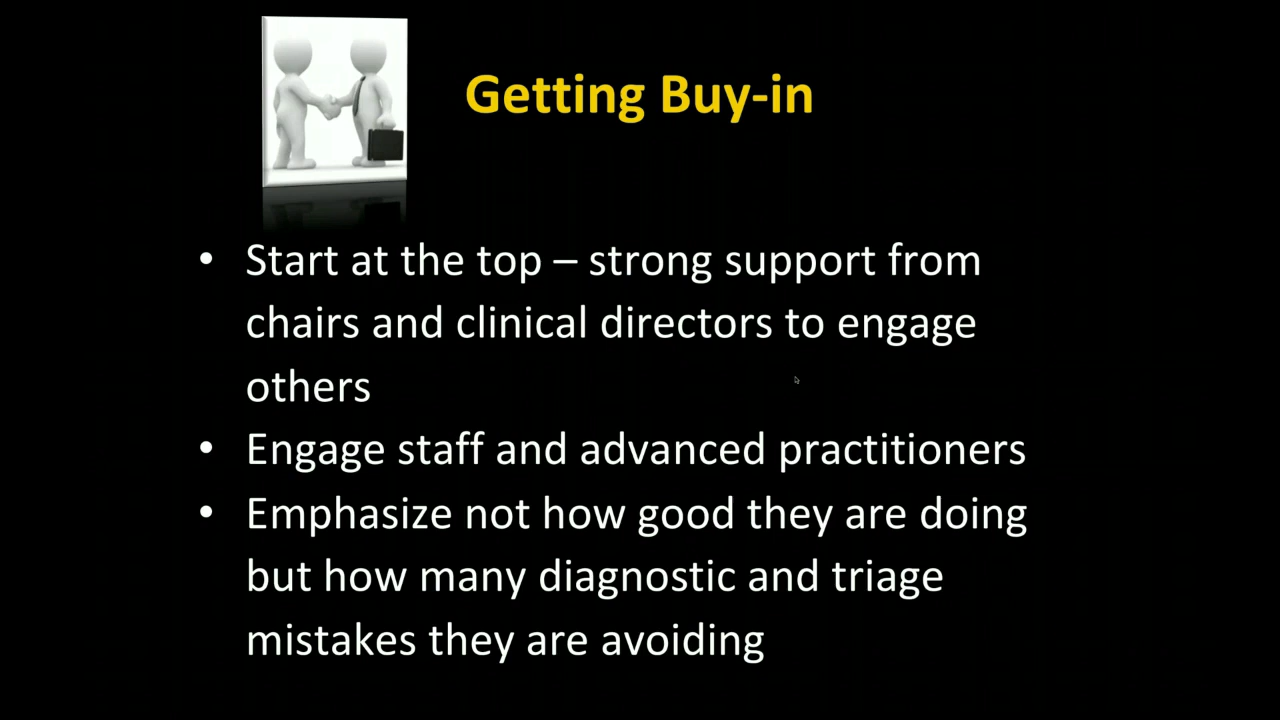 Getting Buy-in
• Start at the top – strong support from
chairs and clinical directors to engage
others
• Engage staff and advanced practitioners
• Emphasize not how good they are doing
but how many diagnostic and triage
mistakes they are avoiding